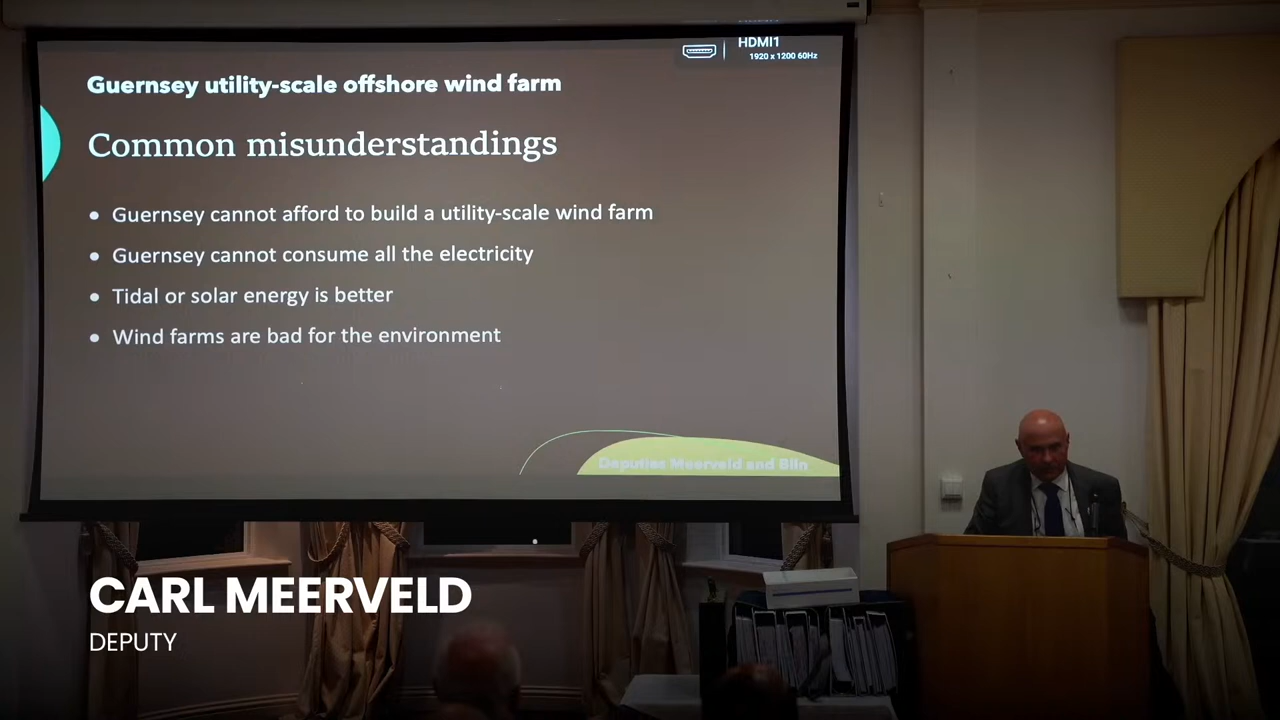 HDMI1
1920 x 1200 60Hz
Guernsey utility-scale offshore wind farm
Common misunderstandings
• Guernsey cannot afford to build a utility-scale wind farm
• Guernsey cannot consume all the electricity
• Tidal or solar energy is better
• Wind farms are bad for the environment
Deputies Meerveld and Blin
CARL MEERVELD
DEPUTY